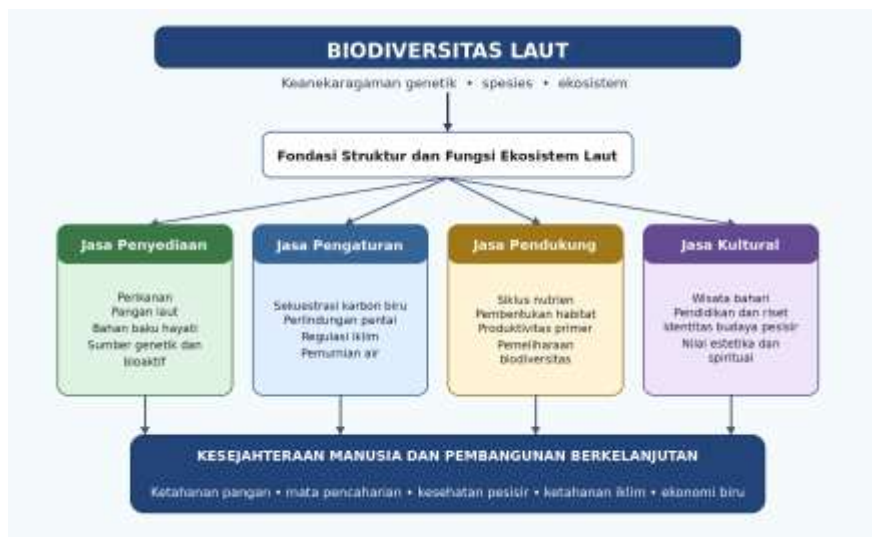 BIODIVERSITAS LAUT
Keanekaragaman genetik • spesies • ekosistem
Fondasi Struktur dan Fungsi Ekosistem Laut
Jasa Penyediaan
Perikanan
Pangan laut
Bahan baku hayati
Sumber genetik dan
bioaktif
Jasa Pengaturan
Sekuestrasi karbon biru
Perlindungan pantai
Regulasi iklim
Pemurnian air
Jasa Pendukung
Siklus nutrien
Pembentukan habitat
Produktivitas primer
Pemeliharaan
biodiversitas
Jasa Kultural
Wisata bahari
Pendidikan dan riset
Identitas budaya pesisir
Nilai estetika dan
spiritual
KESEJAHTERAAN MANUSIA DAN PEMBANGUNAN BERKELANJUTAN
Ketahanan pangan • mata pencaharian • kesehatan pesisir • ketahanan iklim • ekonomi biru